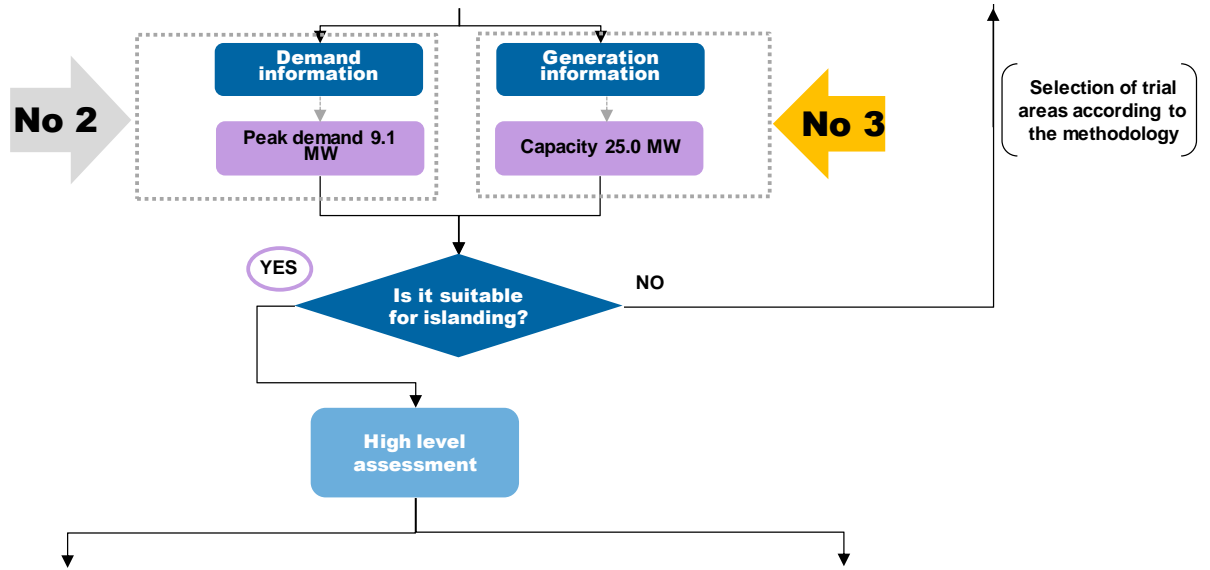 Demand
information
Generation
information
Selection of trial
areas according to
the methodology
No 2
No 3
Peak demand 9.1
MW
Capacity 25.0 MW
YES
NO
Is it suitable
for islanding?
High level
assessment